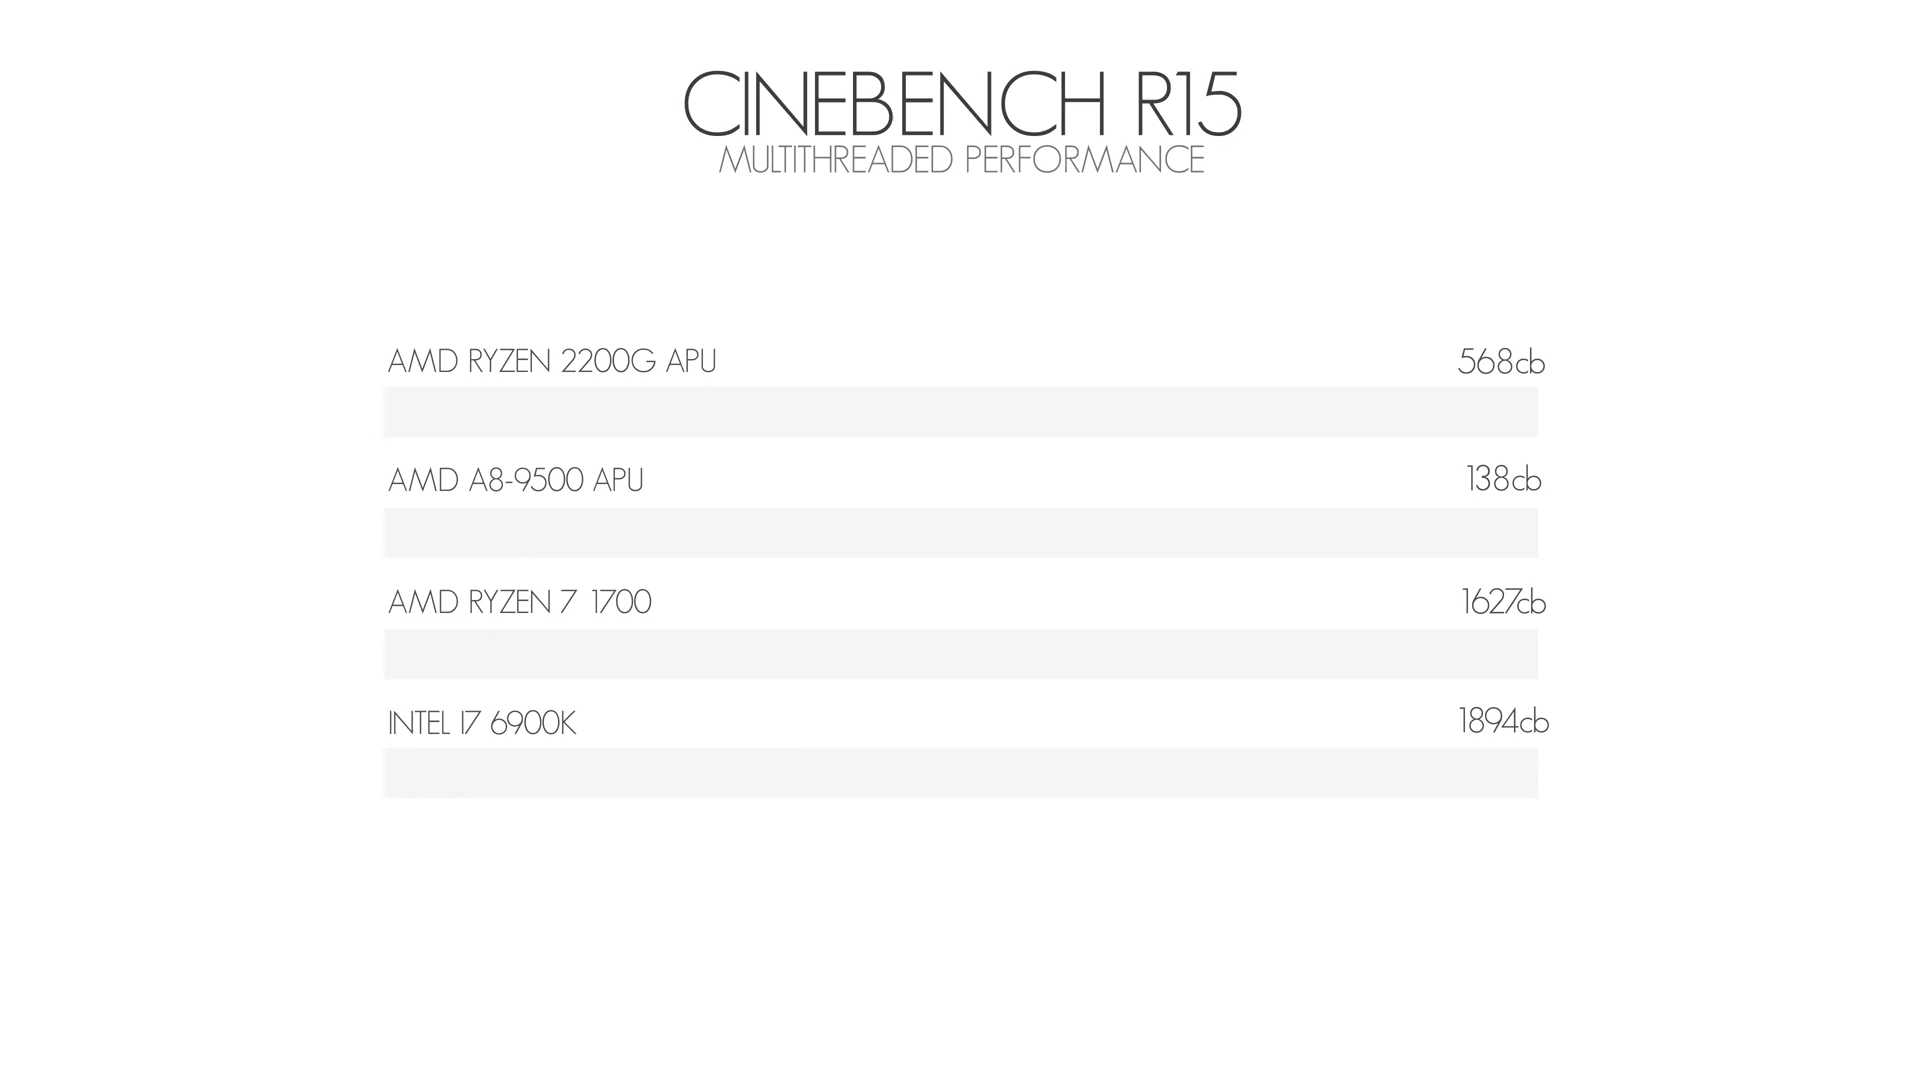 CINEBENCH R15
MULTITHREADED PERFORMANCE
AMD RYZEN 2200G APU 568cb
AMD A8-9500 APU 138cb
AMD RYZEN 7 1700 1627cb
INTEL I7 6900K 1894cb